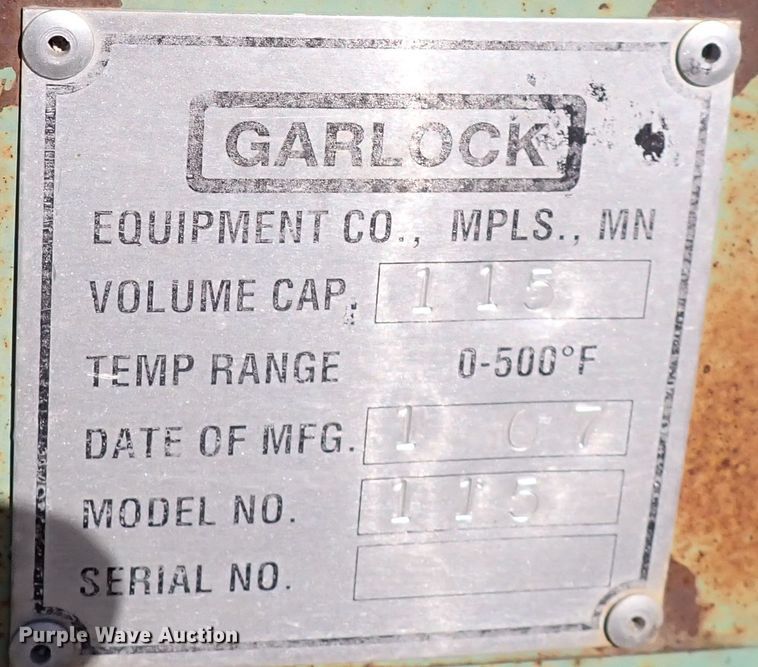 GARLOCK
EQUIPMENT CO., MPLS., MN
VOLUME CAP. 115
TEMP RANGE 0-500°F
DATE OF MFG. 1 07
MODEL NO. 115
SERIAL NO.
Purple Wave Auction